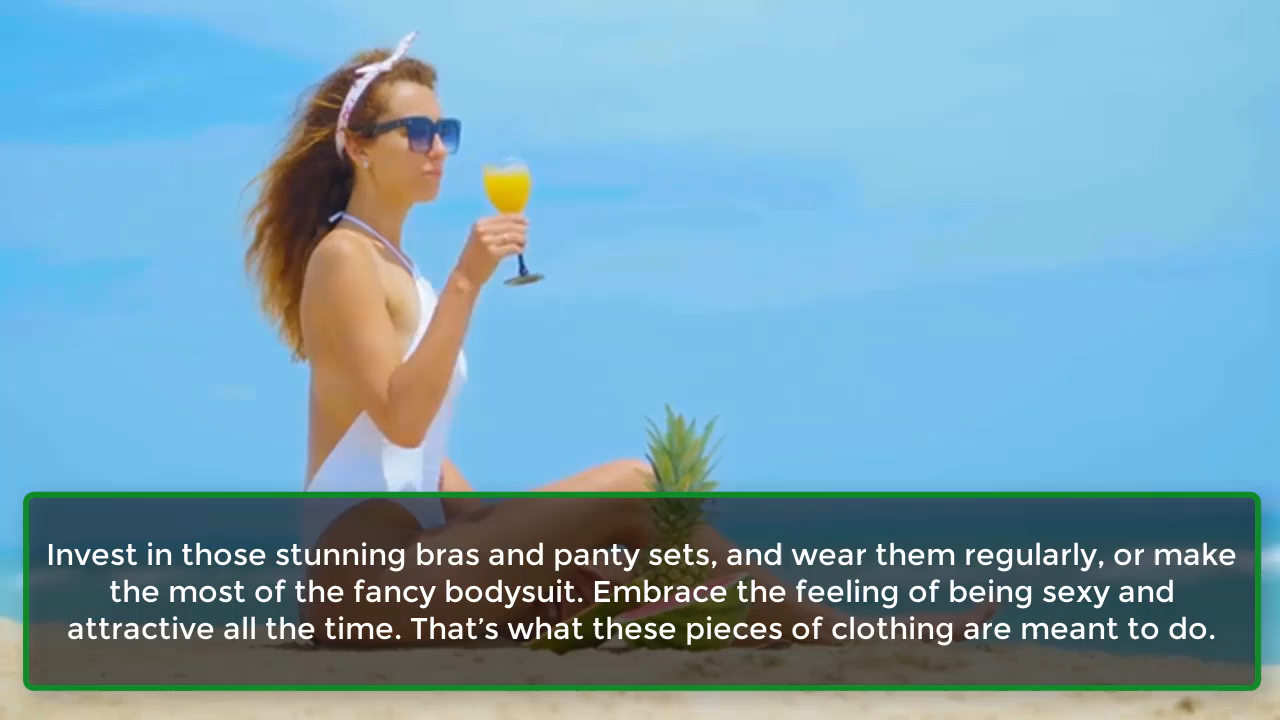 Invest in those stunning bras and panty sets, and wear them regularly, or make
the most of the fancy bodysuit. Embrace the feeling of being sexy and
attractive all the time. That’s what these pieces of clothing are meant to do.